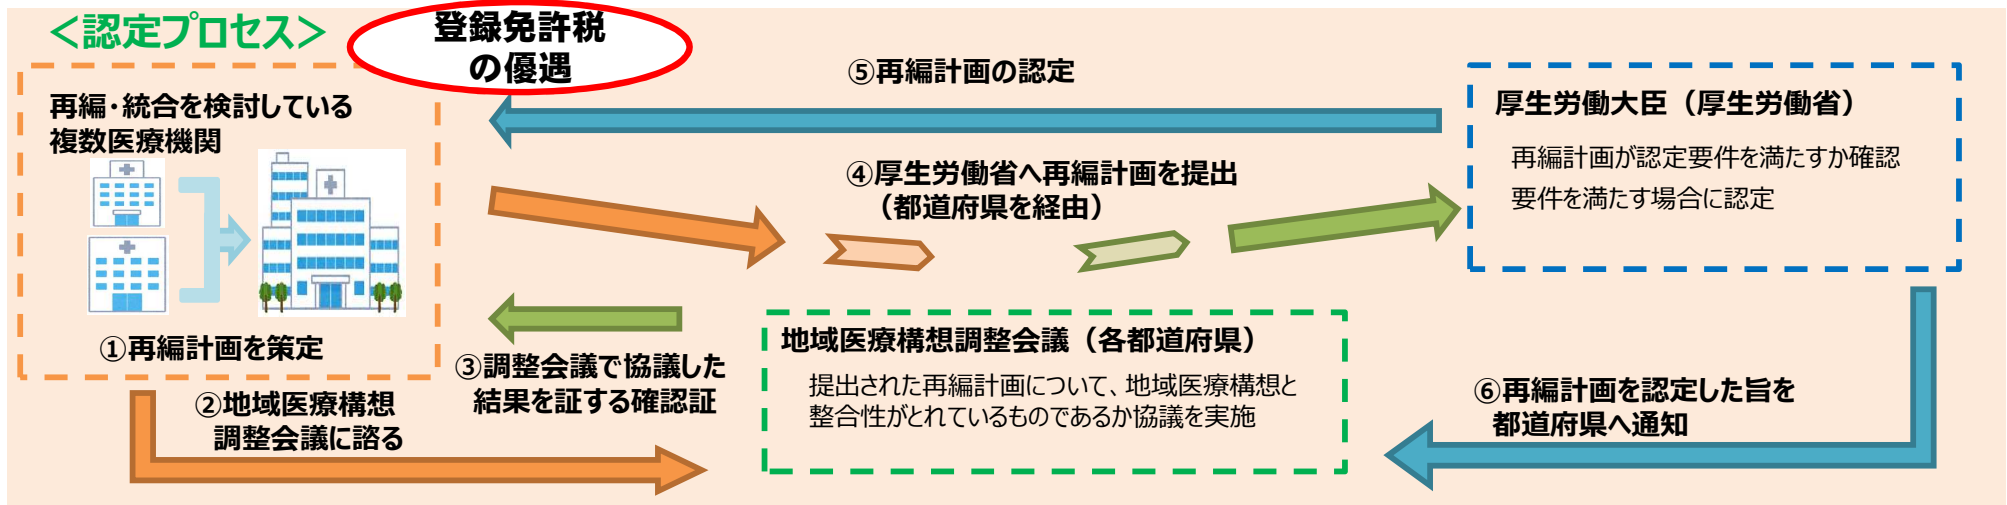 ＜認定プロセス＞
登録免許税
の優遇
再編・統合を検討している
複数医療機関
①再編計画を策定
②地域医療構想
調整会議に諮る
③調整会議で協議した
結果を証する確認証
④厚生労働省へ再編計画を提出
（都道府県を経由）
⑤再編計画の認定
厚生労働大臣（厚生労働省）
再編計画が認定要件を満たすか確認
要件を満たす場合に認定
地域医療構想調整会議（各都道府県）
提出された再編計画について、地域医療構想と
整合性がとれているものであるか協議を実施
⑥再編計画を認定した旨を
都道府県へ通知